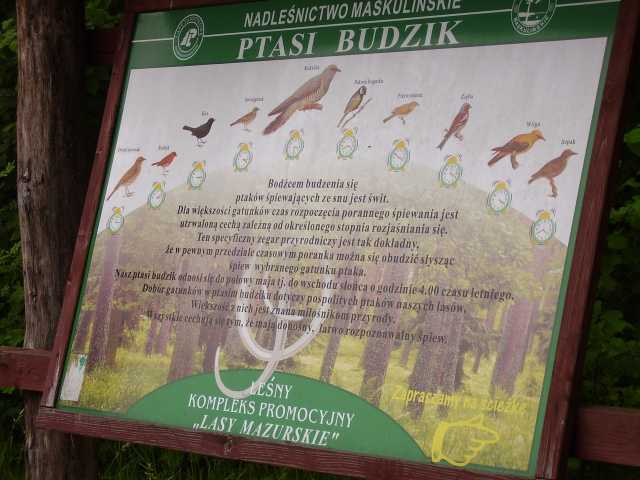 NADLEŚNICTWO MASKULIŃSKIE
PTASI BUDZIK
Kukułka
Kos
Zięba
Wilga
Szpak
Bodźcem budzenia się
ptaków śpiewających ze snu jest świt.
Dla większości gatunków czas rozpoczęcia porannego śpiewania jest
utrwaloną cechą zależną od określonego stopnia rozjaśniania się.
Ten specyficzny zegar przyrodniczy jest tak dokładny,
że w pewnym przedziale czasowym poranka można się obudzić słysząc
śpiew wybranego gatunku ptaka.
Nasz ptasi budzik odnosi się do połowy maja tj. do wschodu słońca o godzinie 4.00 czasu letniego.
Dobór gatunków w ptasim budziku dotyczy pospolitych ptaków naszych lasów.
Większość z nich jest znana miłośnikom przyrody.
Wszystkie cechują się tym, że mają donośny, łatwo rozpoznawalny śpiew.
LEŚNY
KOMPLEKS PROMOCYJNY
„LASY MAZURSKIE"
Zapraszamy na ścieżkę